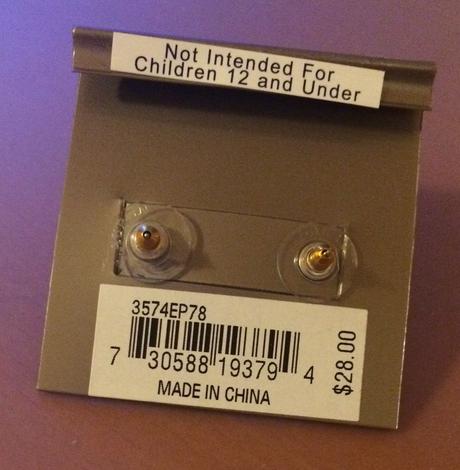 Not Intended For
Children 12 and Under
3574EP78
7 30588 19379 4
MADE IN CHINA
$28.00